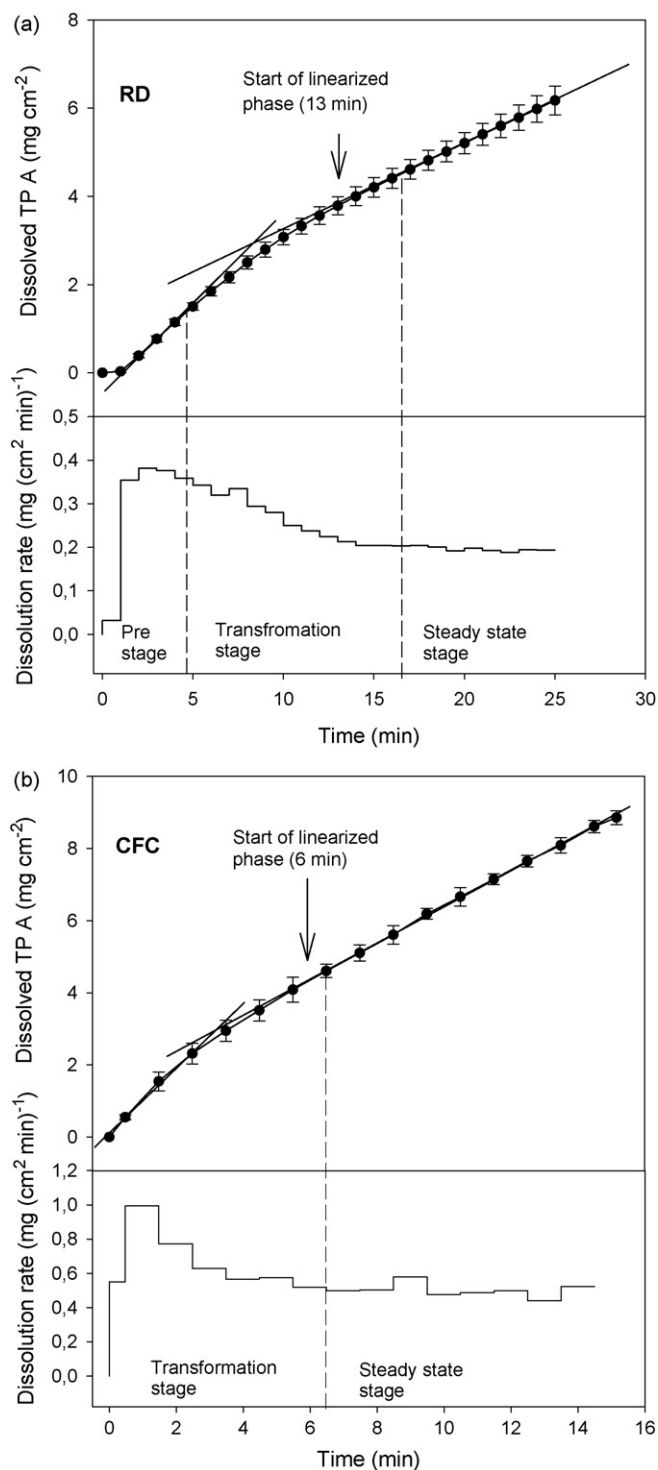 (a)
8
6
4
2
0
Dissolved TP A (mg cm⁻²)
RD
Start of linearized
phase (13 min)
0,5
0,4
0,3
0,2
0,1
0,0
Dissolution rate (mg (cm² min)⁻¹)
Pre
stage
Transfromation
stage
Steady state
stage
0 5 10 15 20 25 30
Time (min)
(b)
10
8
6
4
2
0
Dissolved TP A (mg cm⁻²)
CFC
Start of linearized
phase (6 min)
1,2
1,0
0,8
0,6
0,4
0,2
0,0
Dissolution rate (mg (cm² min)⁻¹)
Transformation
stage
Steady state
stage
0 2 4 6 8 10 12 14 16
Time (min)